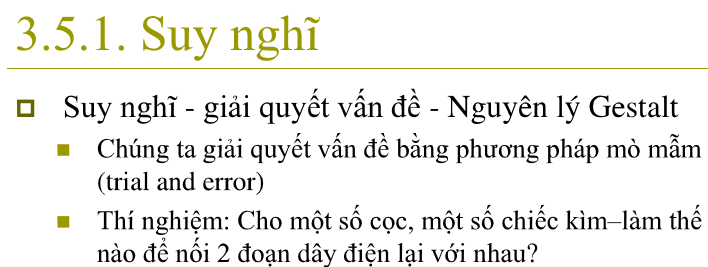 3.5.1. Suy nghĩ
Suy nghĩ - giải quyết vấn đề - Nguyên lý Gestalt
Chúng ta giải quyết vấn đề bằng phương pháp mò mẫm
(trial and error)
Thí nghiệm: Cho một số cọc, một số chiếc kìm–làm thế
nào để nối 2 đoạn dây điện lại với nhau?